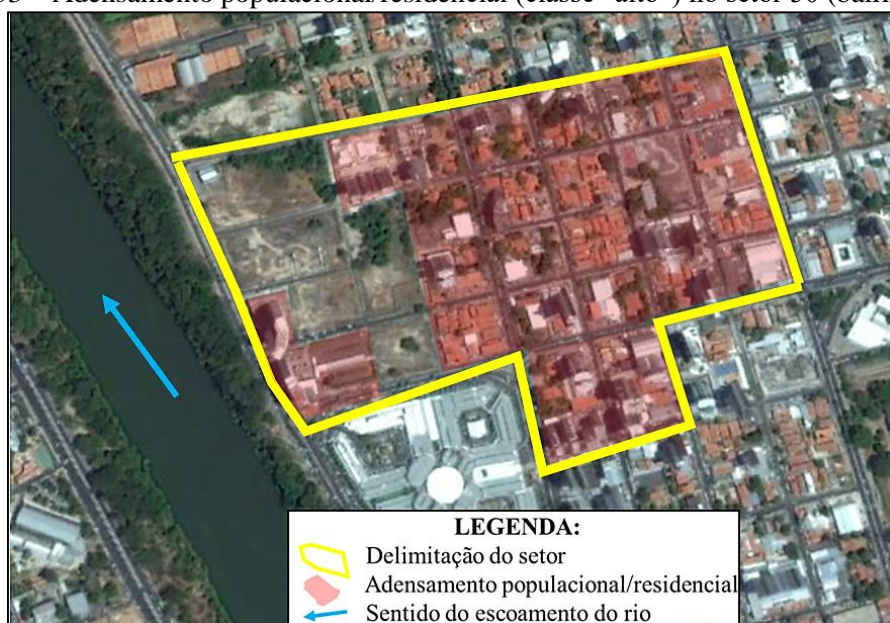 Adensamento populacional/residencial (classe "alto") no setor 50 (
LEGENDA:
Delimitação do setor
Adensamento populacional/residencial
Sentido do escoamento do rio